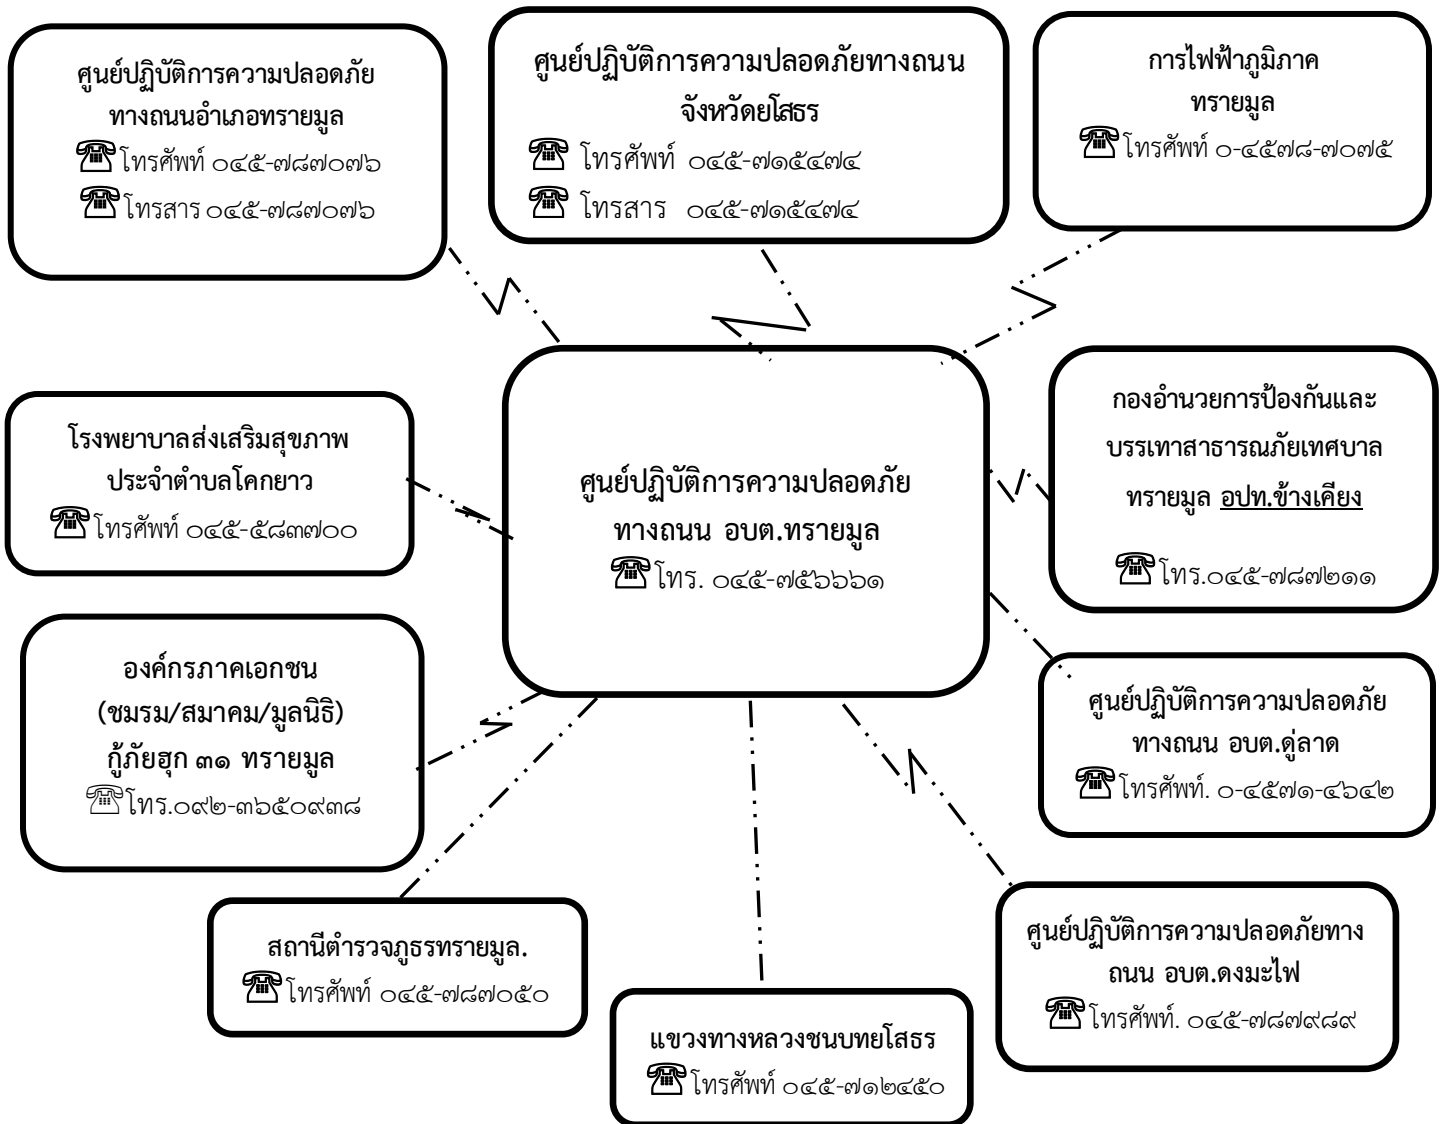 ศูนย์ปฏิบัติการความปลอดภัย
ทางถนนอำเภอทรายมูล
☎โทรศัพท์ ๐๔๕-๗๘๗๐๗๖
☎โทรสาร ๐๔๕-๗๘๗๐๗๖
ศูนย์ปฏิบัติการความปลอดภัยทางถนน
จังหวัดยโสธร
☎ โทรศัพท์ ๐๔๕-๗๑๕๔๗๔
☎ โทรสาร ๐๔๕-๗๑๕๔๗๔
การไฟฟ้าภูมิภาค
ทรายมูล
☎โทรศัพท์ ๐-๔๕๗๘-๗๐๗๕
โรงพยาบาลส่งเสริมสุขภาพ
ประจำตำบลโคกยาว
☎โทรศัพท์ ๐๔๕-๕๘๓๗๐๐
ศูนย์ปฏิบัติการความปลอดภัย
ทางถนน อบต.ทรายมูล
☎โทร. ๐๔๕-๗๕๖๖๖๑
กองอำนวยการป้องกันและ
บรรเทาสาธารณภัยเทศบาล
ทรายมูล อปท.ข้างเคียง
☎โทร.๐๔๕-๗๘๗๒๑๑
องค์กรภาคเอกชน
(ชมรม/สมาคม/มูลนิธิ)
กู้ภัยฮุก ๓๑ ทรายมูล
☏โทร.๐๙๒-๓๖๕๐๙๓๘
ศูนย์ปฏิบัติการความปลอดภัย
ทางถนน อบต.ดู่ลาด
☎โทรศัพท์. ๐-๔๕๗๑-๔๖๔๒
สถานีตำรวจภูธรทรายมูล.
☎โทรศัพท์ ๐๔๕-๗๘๗๐๕๐
แขวงทางหลวงชนบทยโสธร
☎โทรศัพท์ ๐๔๕-๗๑๒๔๕๐
ศูนย์ปฏิบัติการความปลอดภัยทาง
ถนน อบต.ดงมะไฟ
☎โทรศัพท์. ๐๔๕-๗๘๗๙๘๙